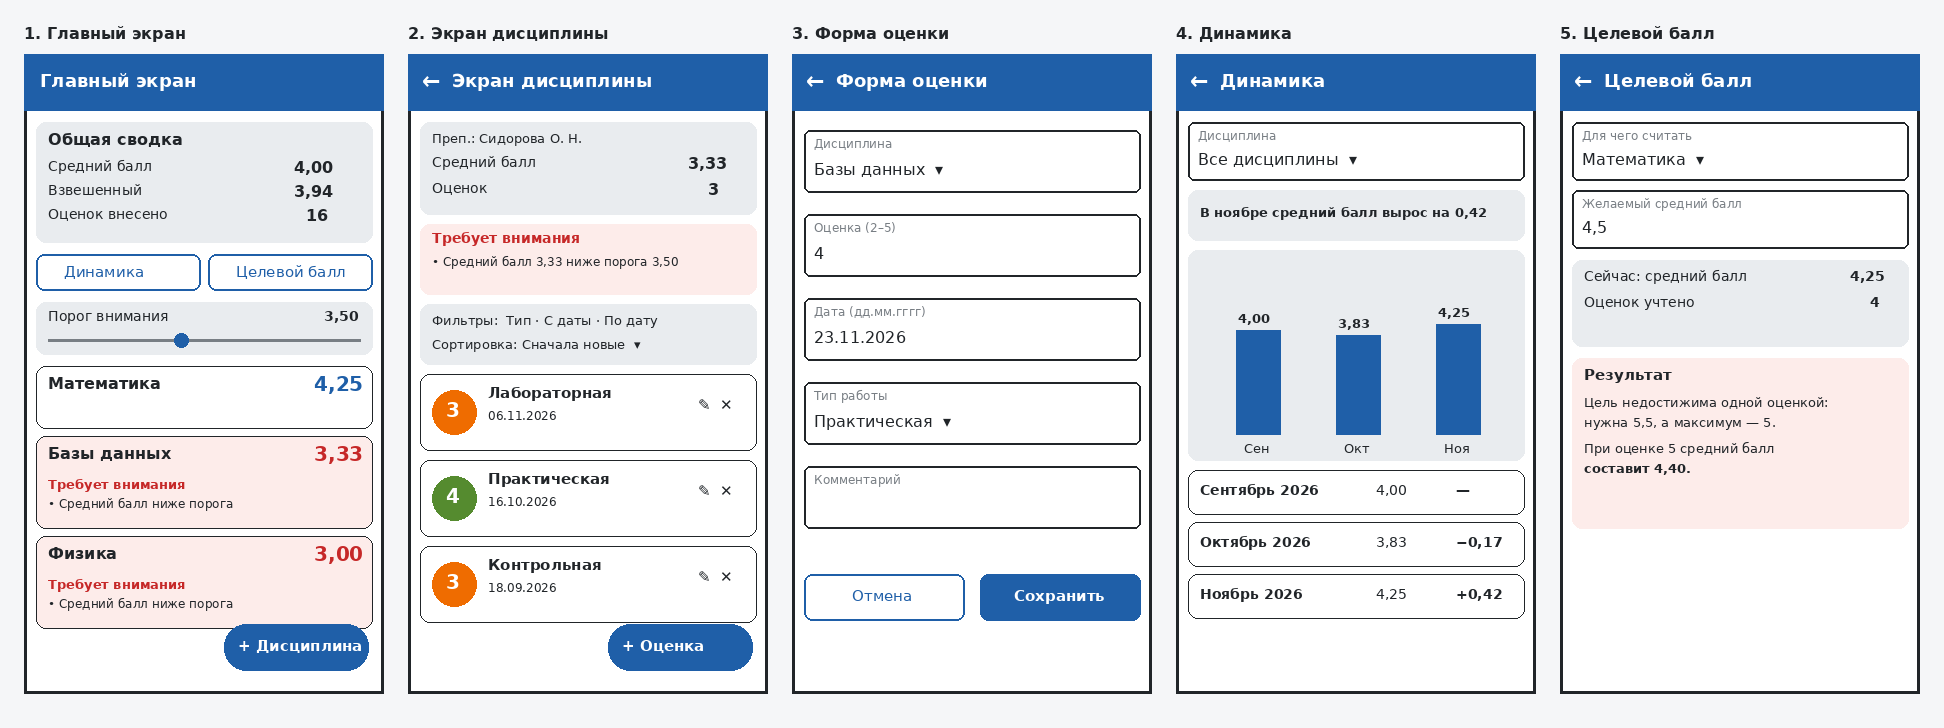 1. Главный экран
Главный экран
Общая сводка
Средний балл 4,00
Взвешенный 3,94
Оценок внесено 16
Динамика Целевой балл
Порог внимания 3,50
Математика 4,25
Базы данных 3,33
Требует внимания
• Средний балл ниже порога
Физика 3,00
Требует внимания
• Средний балл ниже порога
+ Дисциплина
2. Экран дисциплины
← Экран дисциплины
Преп.: Сидорова О. Н.
Средний балл 3,33
Оценок 3
Требует внимания
• Средний балл 3,33 ниже порога 3,50
Фильтры: Тип · С даты · По дату
Сортировка: Сначала новые ▾
3 Лабораторная ✎ ✕
06.11.2026
4 Практическая ✎ ✕
16.10.2026
3 Контрольная ✎ ✕
18.09.2026
+ Оценка
3. Форма оценки
← Форма оценки
Дисциплина
Базы данных ▾
Оценка (2–5)
4
Дата (дд.мм.гггг)
23.11.2026
Тип работы
Практическая ▾
Комментарий
Отмена Сохранить
4. Динамика
← Динамика
Дисциплина
Все дисциплины ▾
В ноябре средний балл вырос на 0,42
4,00 3,83 4,25
Сен Окт Ноя
Сентябрь 2026 4,00 —
Октябрь 2026 3,83 −0,17
Ноябрь 2026 4,25 +0,42
5. Целевой балл
← Целевой балл
Для чего считать
Математика ▾
Желаемый средний балл
4,5
Сейчас: средний балл 4,25
Оценок учтено 4
Результат
Цель недостижима одной оценкой:
нужна 5,5, а максимум — 5.
При оценке 5 средний балл
составит 4,40.